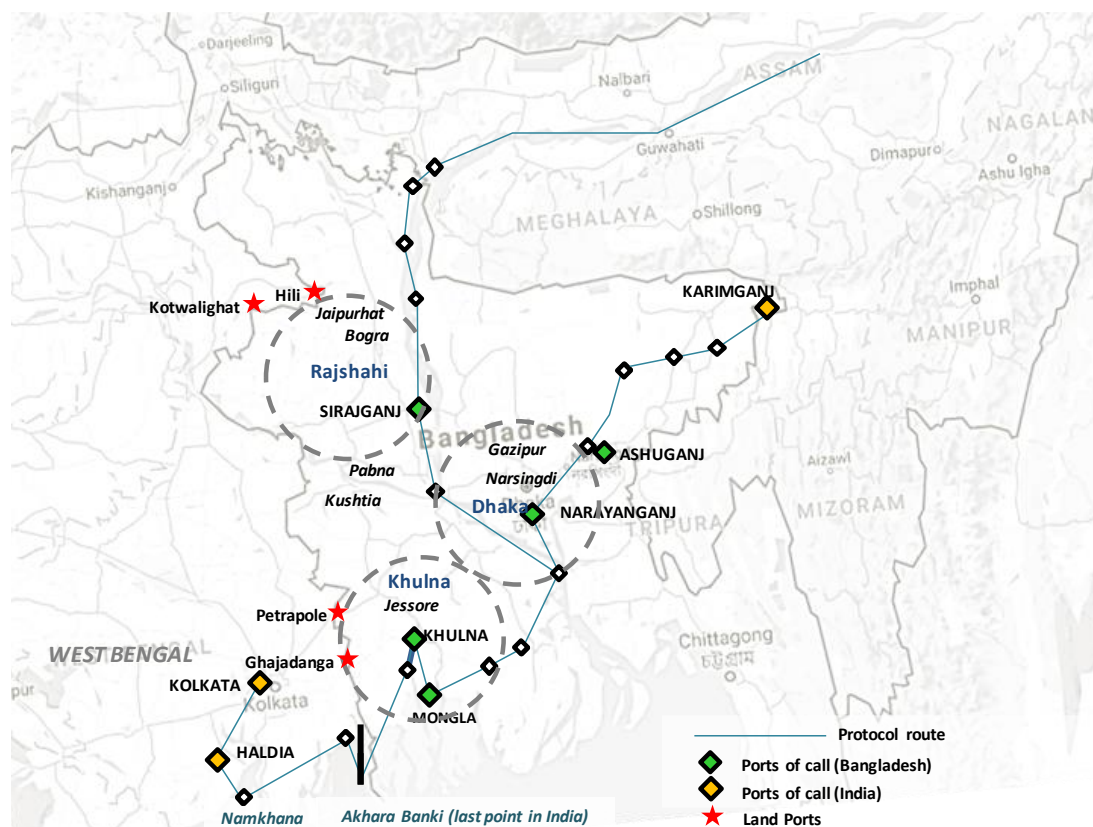 Darjeeling
Siliguri
Nalbari
ASSAM
NAGALAN
Guwahati
Dimapur
Ashu Igha
Kishanganj
MEGHALAYA
Shillong
Imphal
MANIPUR
KARIMGANJ
Kotwalighat
Hili
Jaipurhat
Bogra
Rajshahi
SIRAJGANJ
Bangladesh
Gazipur
ASHUGANJ
Aizawl
Pabna
Narsingdi
Kushtia
Dhaka
NARAYANGANJ
MIZORAM
TRIPURA
Khulna
Jessore
Petrapole
KHULNA
Chittagong
WEST BENGAL
Ghajadanga
KOLKATA
Kolkata
pur
MONGLA
HALDIA
Namkhana
Akhara Banki (last point in India)
Protocol route
Ports of call (Bangladesh)
Ports of call (India)
Land Ports